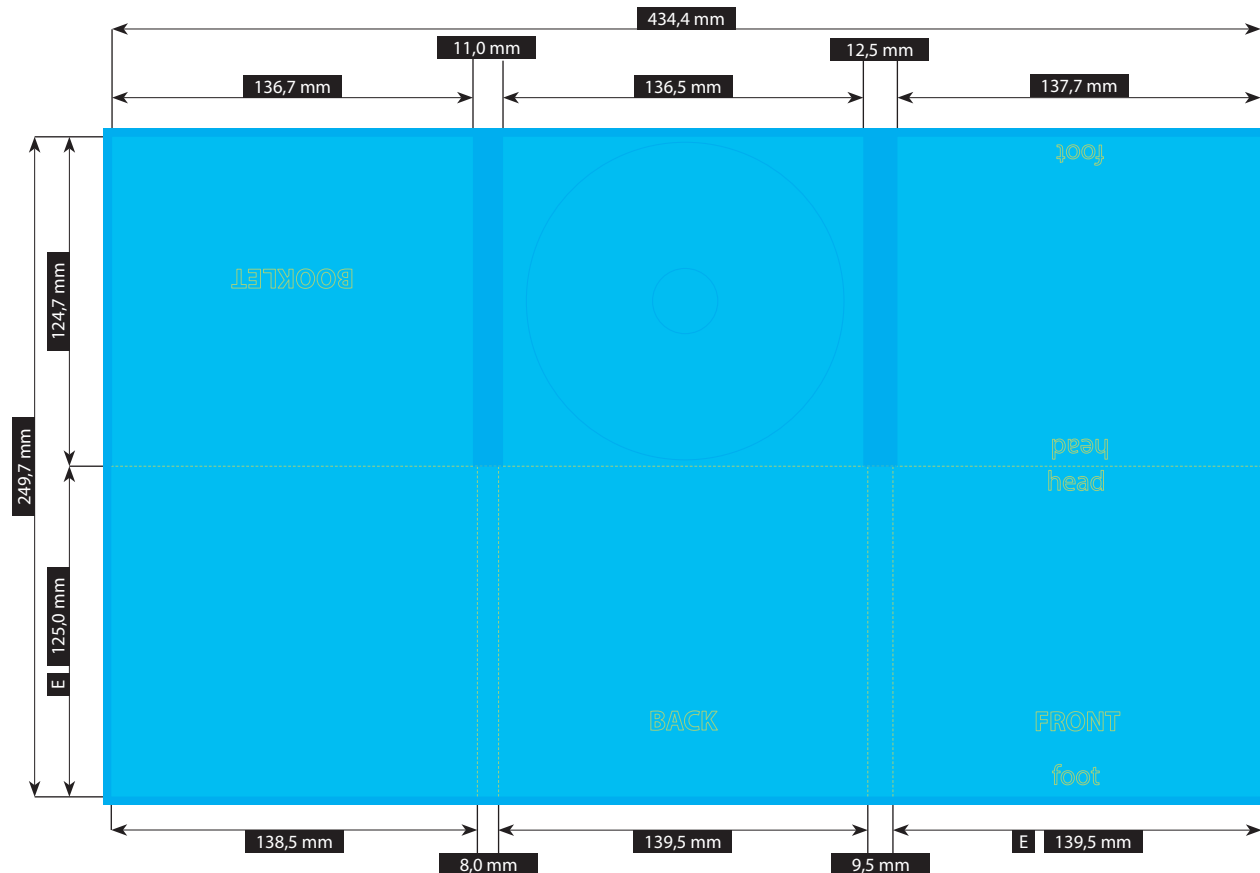 434,4 mm
11,0 mm
12,5 mm
136,7 mm
136,5 mm
137,7 mm
foot
BOOKLET
124,7 mm
249,7 mm
head
head
125,0 mm
E
BACK
FRONT
foot
138,5 mm
139,5 mm
E 139,5 mm
8,0 mm
9,5 mm